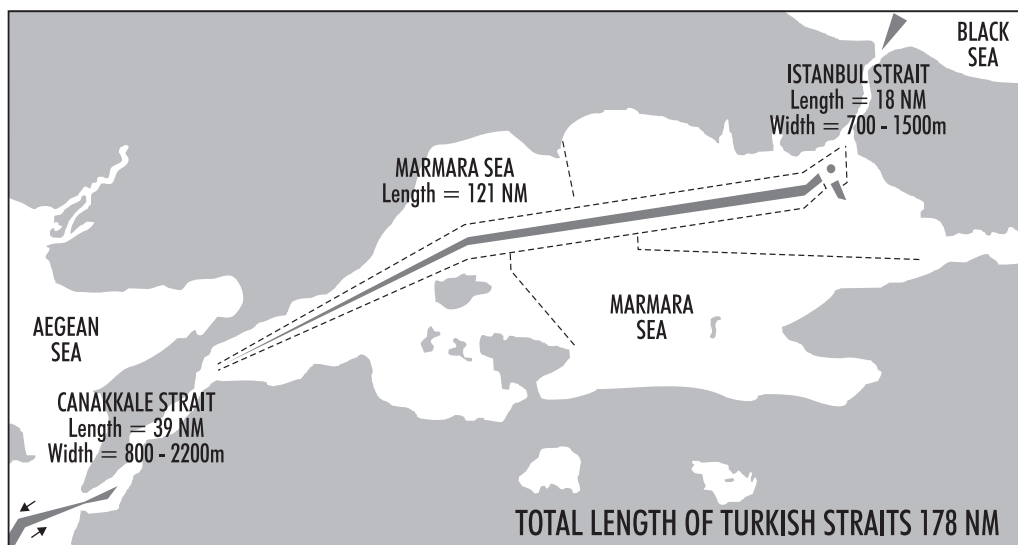 BLACK
SEA
ISTANBUL STRAIT
Length = 18 NM
Width = 700 - 1500m
MARMARA SEA
Length = 121 NM
MARMARA
SEA
AEGEAN
SEA
CANAKKALE STRAIT
Length = 39 NM
Width = 800 - 2200m
TOTAL LENGTH OF TURKISH STRAITS 178 NM